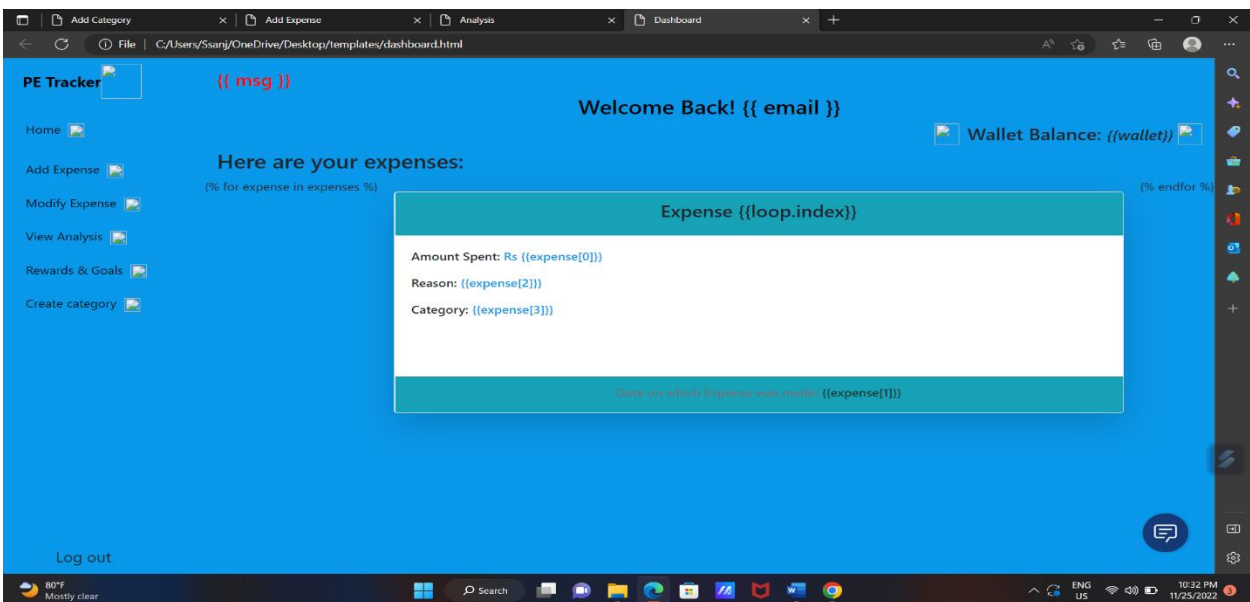 Add Category
Add Expense
Analysis
Dashboard
File | C:/Users/Ssanj/OneDrive/Desktop/templates/dashboard.html
PE Tracker
{{ msg }}
Welcome Back! {{ email }}
Home
Wallet Balance: {{wallet}}
Here are your expenses:
Add Expense
{% for expense in expenses %}
{% endfor %}
Modify Expense
Expense {{loop.index}}
View Analysis
Amount Spent: Rs {{expense[0]}}
Rewards & Goals
Reason: {{expense[2]}}
Create category
Category: {{expense[3]}}
Date on which Expense was made: {{expense[1]}}
Log out
80°F
Mostly clear
Search
ENG
US
10:32 PM
11/25/2022
3